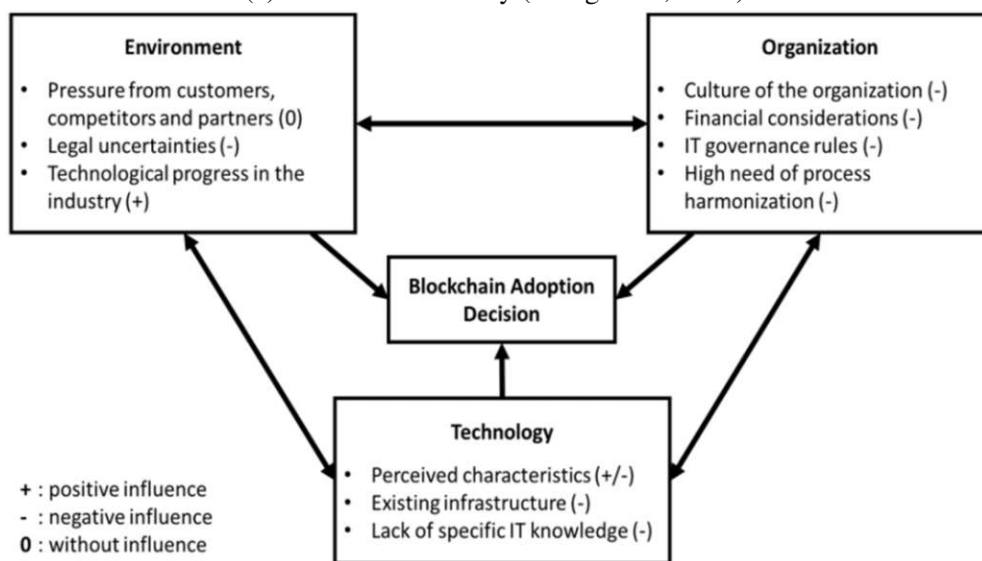 Environment
• Pressure from customers,
competitors and partners (0)
• Legal uncertainties (-)
• Technological progress in the
industry (+)
Organization
• Culture of the organization (-)
• Financial considerations (-)
• IT governance rules (-)
• High need of process
harmonization (-)
Blockchain Adoption
Decision
Technology
• Perceived characteristics (+/-)
• Existing infrastructure (-)
• Lack of specific IT knowledge (-)
+ : positive influence
- : negative influence
0 : without influence